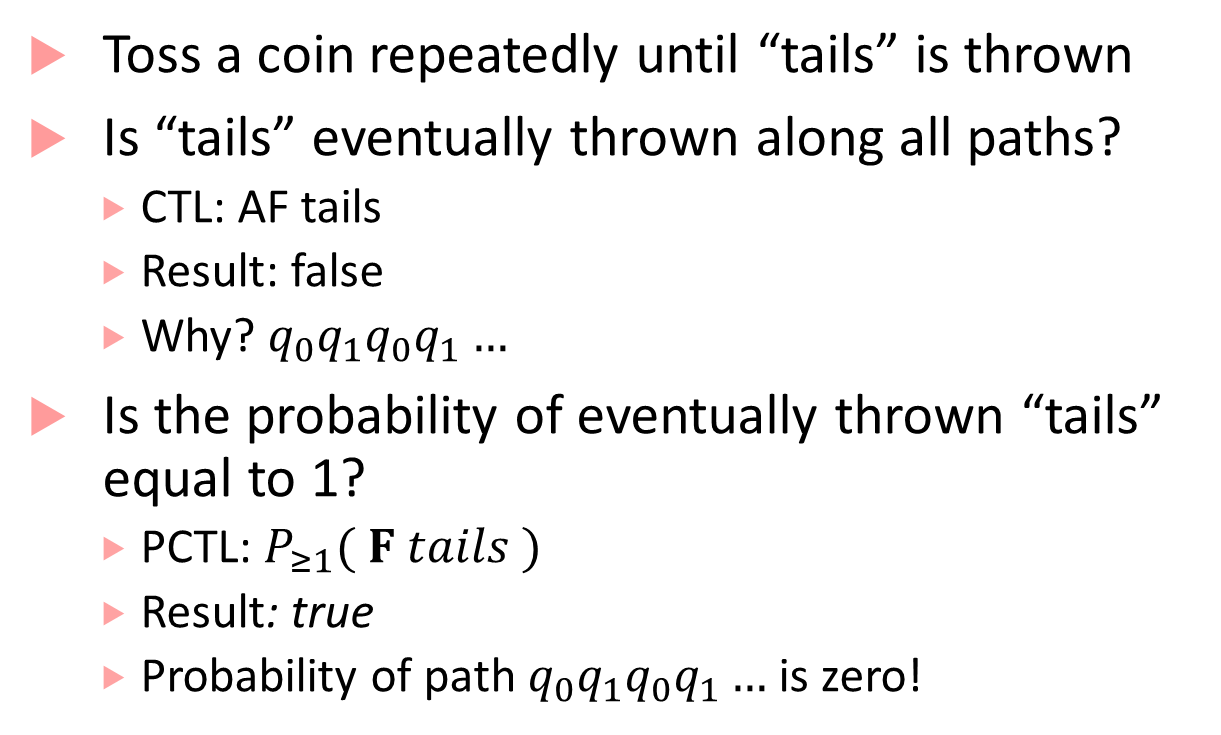 Toss a coin repeatedly until “tails” is thrown
Is “tails” eventually thrown along all paths?
CTL: AF tails
Result: false
Why? q₀q₁q₀q₁ …
Is the probability of eventually thrown “tails”
equal to 1?
PCTL: P≥₁( F tails )
Result: true
Probability of path q₀q₁q₀q₁ … is zero!